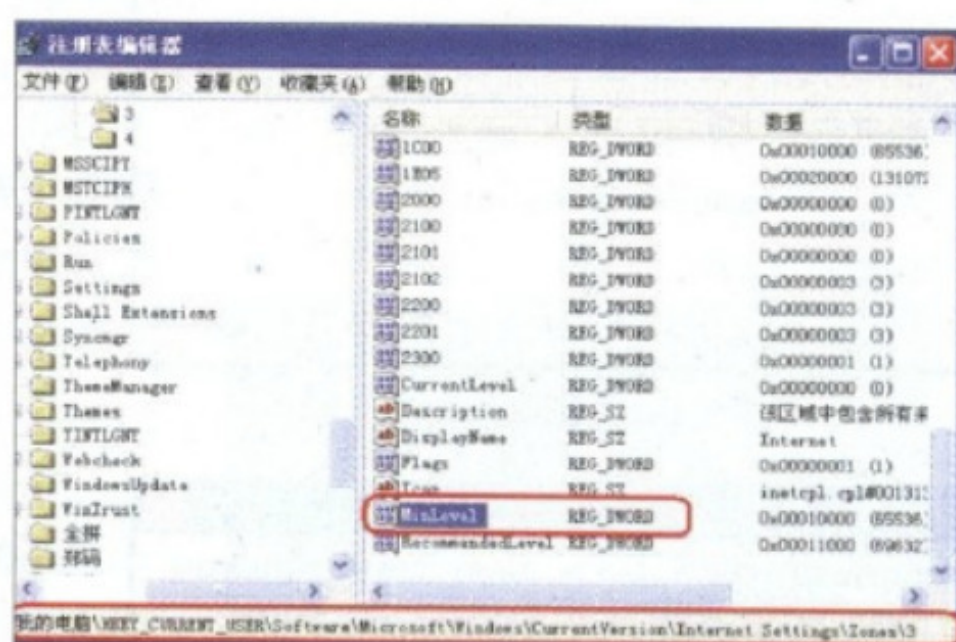 注册表编辑器
文件(F) 编辑(E) 查看(V) 收藏夹(A) 帮助(H)
3
4
MSSCIPY
MSTCIPH
PINTLGNT
Policies
Run
Settings
Shell Extensions
Syncmgr
Telephony
ThemeManager
Themes
TINTLGNT
Webcheck
WindowsUpdate
WinTrust
全拼
郑码
名称 类型 数据
1C00 REG_DWORD 0x00010000 (65536)
1E05 REG_DWORD 0x00020000 (131072
2000 REG_DWORD 0x00000000 (0)
2100 REG_DWORD 0x00000000 (0)
2101 REG_DWORD 0x00000000 (0)
2102 REG_DWORD 0x00000003 (3)
2200 REG_DWORD 0x00000003 (3)
2201 REG_DWORD 0x00000003 (3)
2300 REG_DWORD 0x00000001 (1)
CurrentLevel REG_DWORD 0x00000000 (0)
Description REG_SZ 该区域中包含所有未
DisplayName REG_SZ Internet
Flags REG_DWORD 0x00000001 (1)
Icon REG_SZ inetcpl.cpl#001313
MinLevel REG_DWORD 0x00010000 (65536)
RecommendedLevel REG_DWORD 0x00011000 (69632)
我的电脑\HKEY_CURRENT_USER\Software\Microsoft\Windows\CurrentVersion\Internet Settings\Zones\3